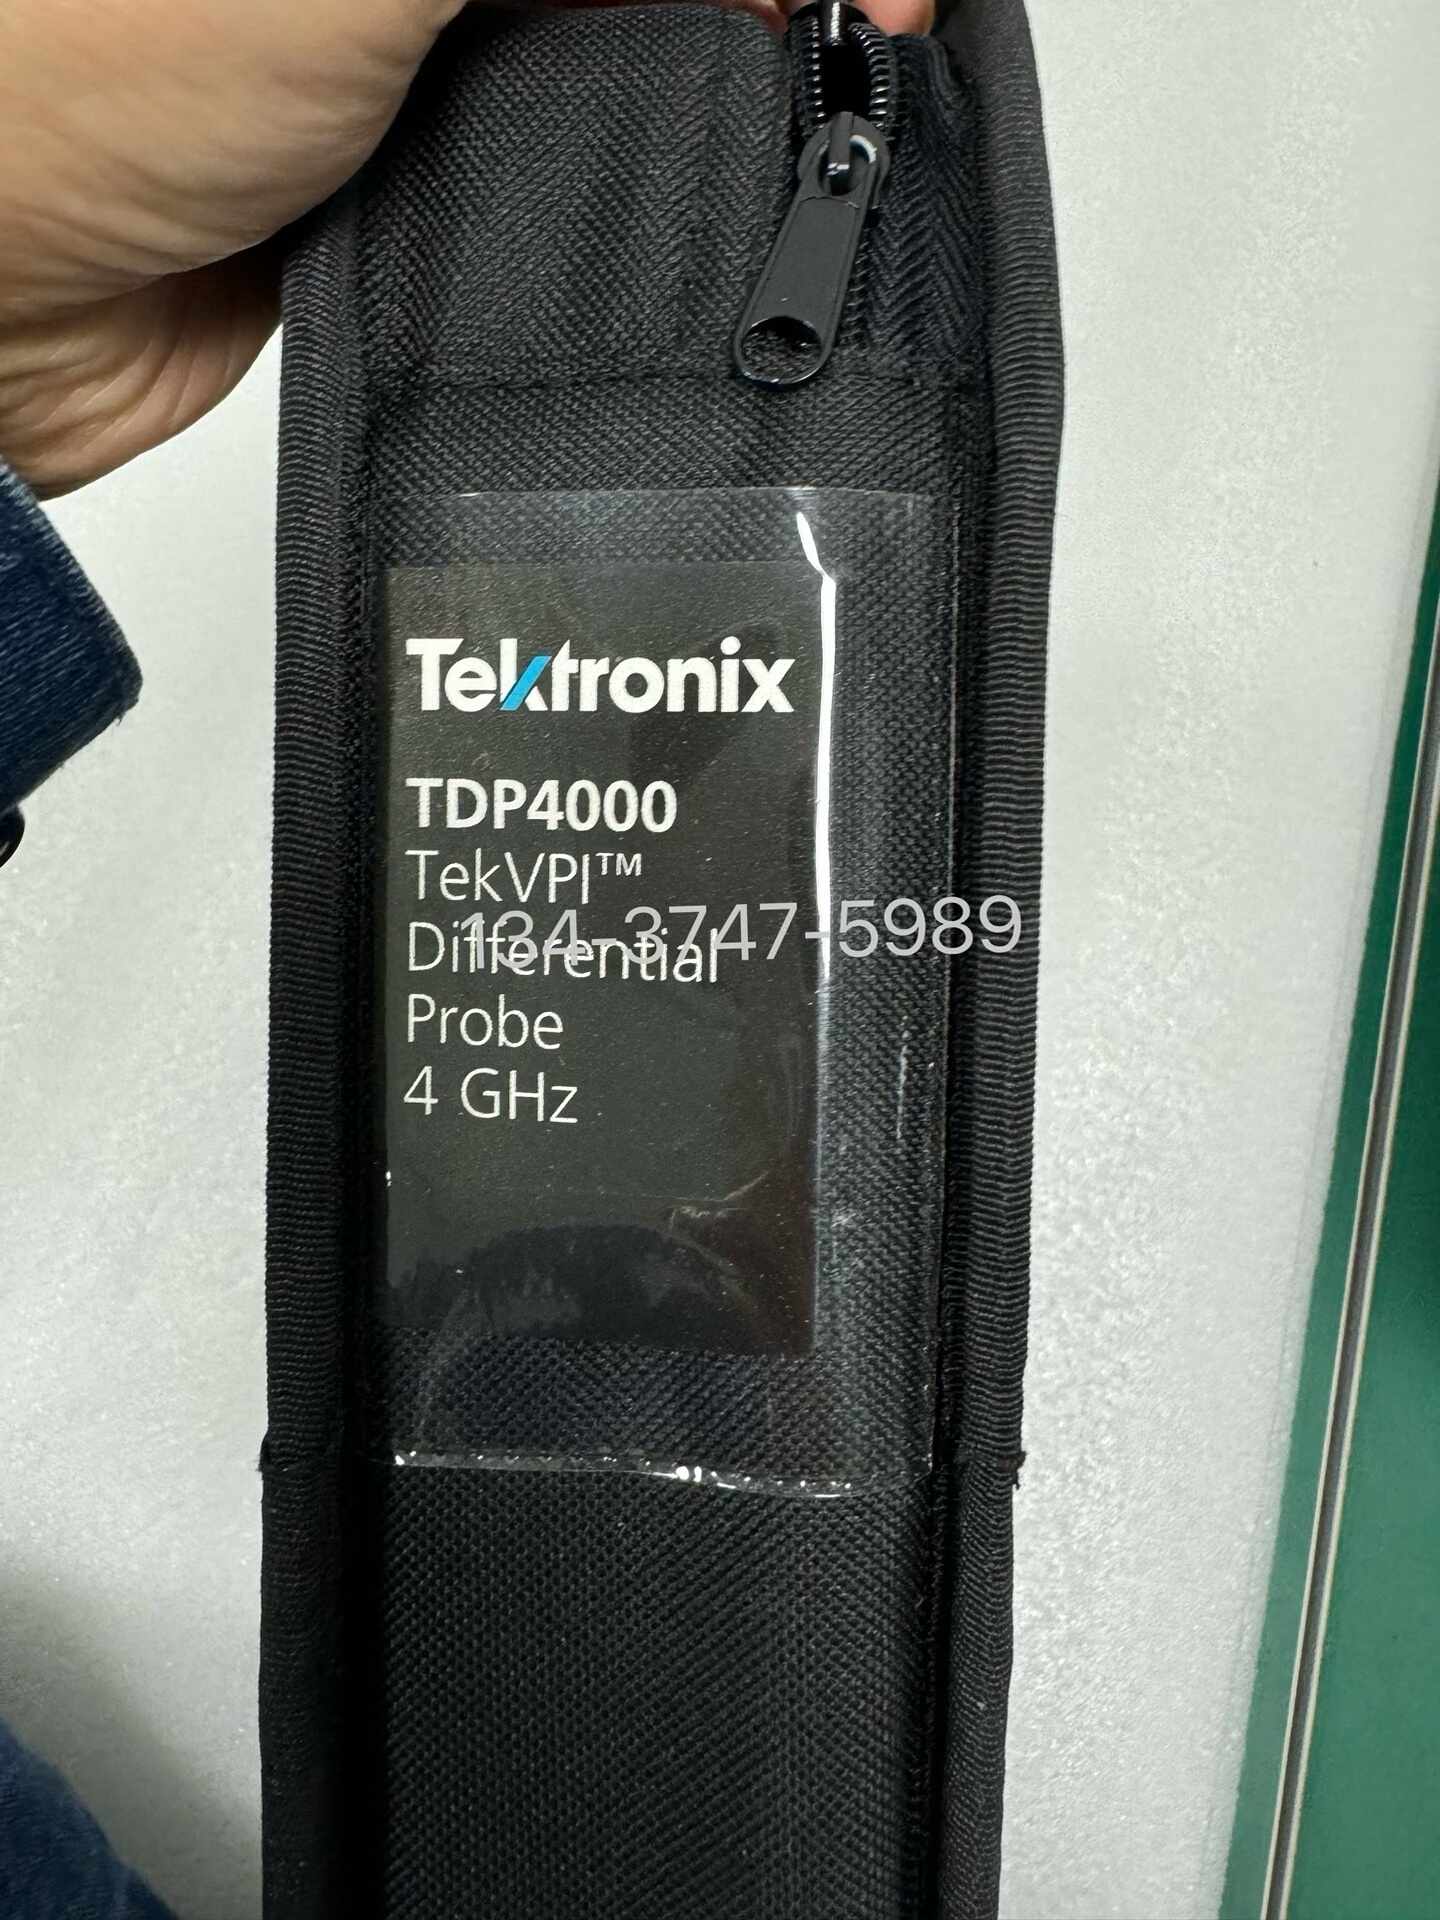 Tektronix
TDP4000
TekVPI™
Differential
134-3747-5989
Probe
4 GHz